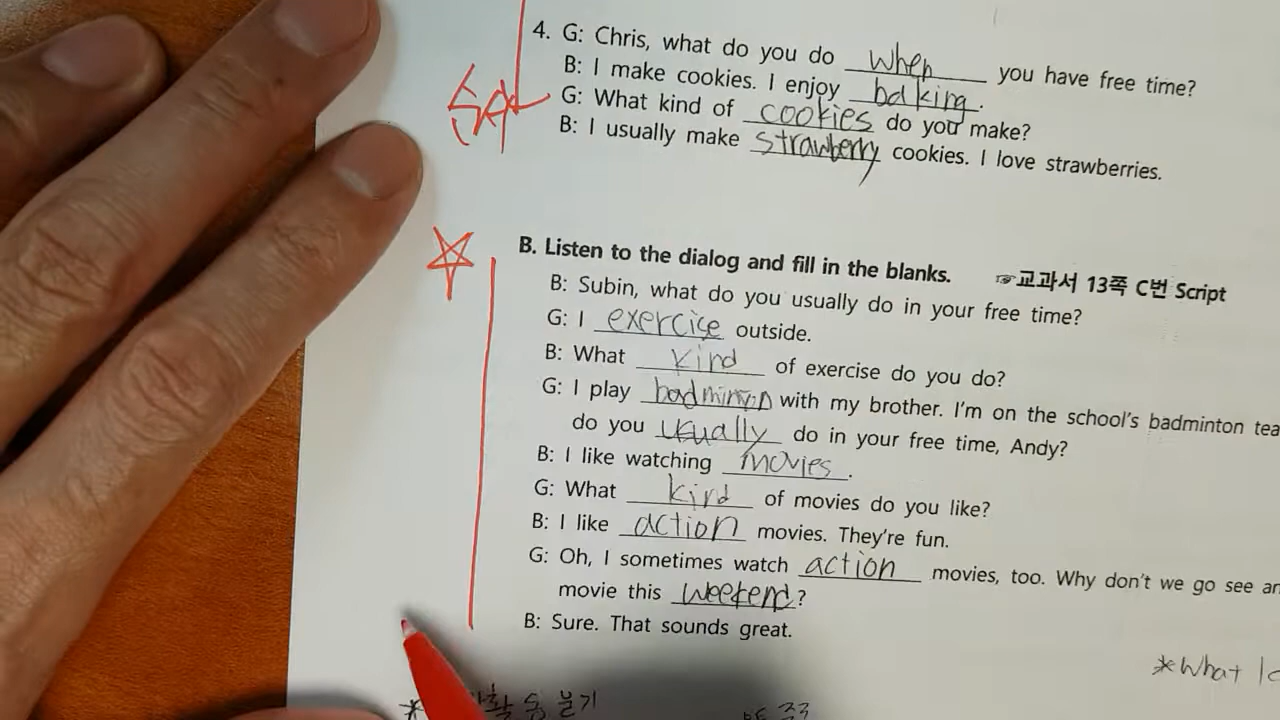 4. G: Chris, what do you do when you have free time?
B: I make cookies. I enjoy baking.
G: What kind of cookies do you make?
B: I usually make strawberry cookies. I love strawberries.
B. Listen to the dialog and fill in the blanks. ☞교과서 13쪽 C번 Script
B: Subin, what do you usually do in your free time?
G: I exercise outside.
B: What kind of exercise do you do?
G: I play badminton with my brother. I'm on the school's badminton tea
do you usually do in your free time, Andy?
B: I like watching movies.
G: What kind of movies do you like?
B: I like action movies. They're fun.
G: Oh, I sometimes watch action movies, too. Why don't we go see an
movie this weekend?
B: Sure. That sounds great.
*What